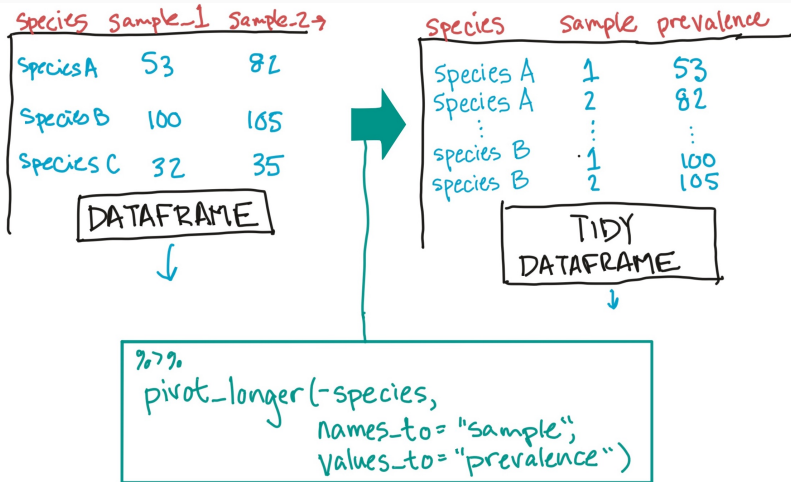 Species Sample_1 Sample_2→
Species A 53 82
Species B 100 105
Species C 32 35
DATAFRAME
species sample prevalence
Species A 1 53
Species A 2 82
⋮ ⋮ ⋮
species B 1 100
species B 2 105
TIDY
DATAFRAME
%>%
pivot_longer(-species,
names_to= "sample",
values_to="prevalence")